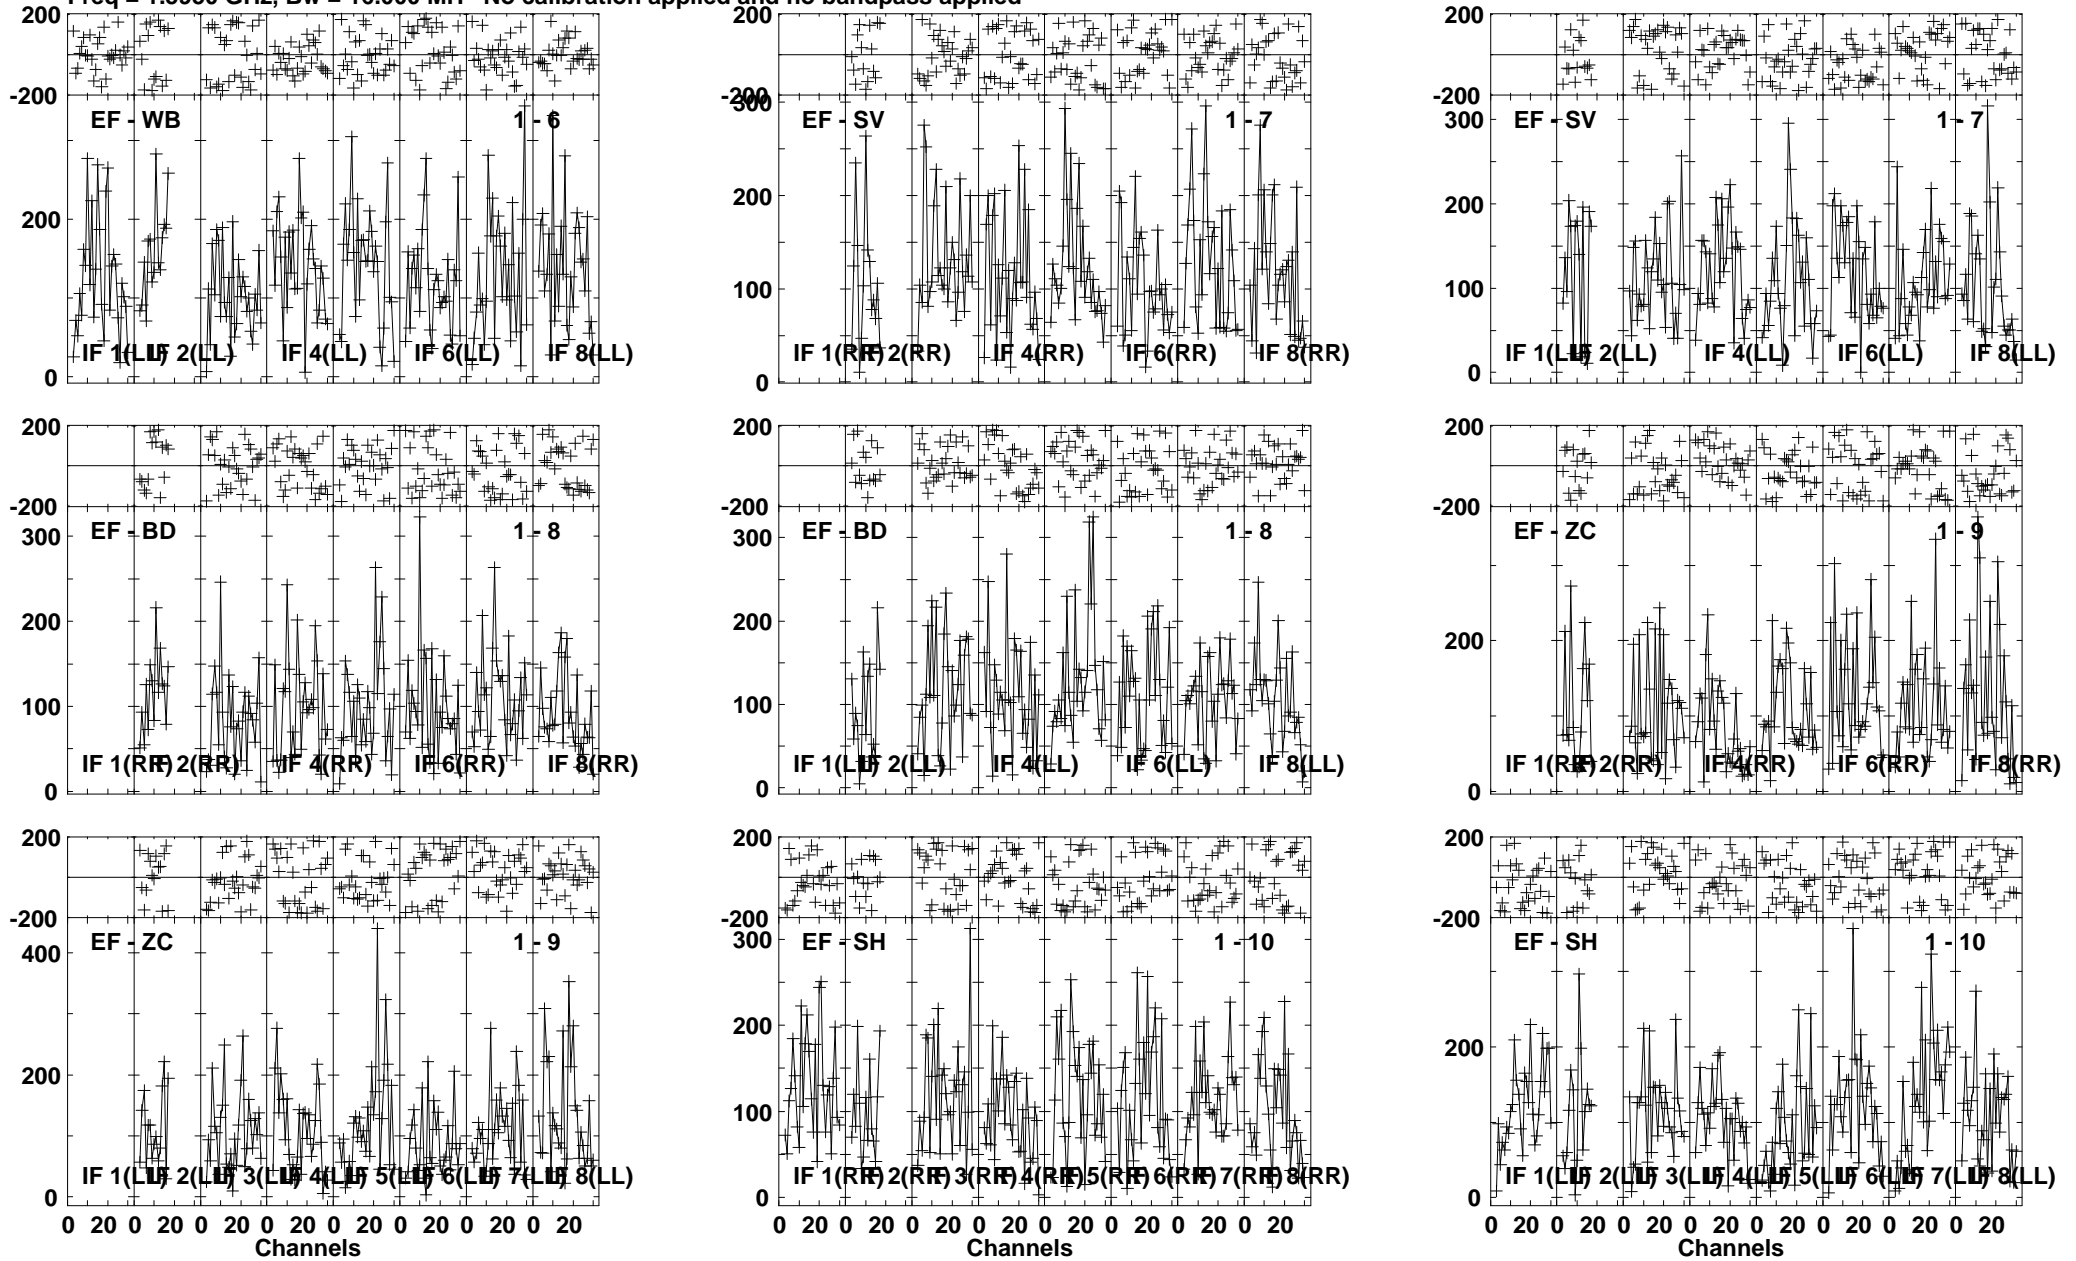 No calibration applied and no bandpass applied
200 200 200
-200 -200 -200
EF - WB 1 - 6 300 EF - SV 1 - 7 300 EF - SV 1 - 7
200 200 200
100 100
IF 1(LL) IF 2(LL) IF 4(LL) IF 6(LL) IF 8(LL) IF 1(RR) IF 2(RR) IF 4(RR) IF 6(RR) IF 8(RR) IF 1(LL) IF 2(LL) IF 4(LL) IF 6(LL) IF 8(LL)
0 0 0
200 200 200
-200 -200 -200
300 EF - BD 1 - 8 300 EF - BD 1 - 8 EF - ZC 1 - 9
200 200 200
100 100
IF 1(RR) IF 2(RR) IF 4(RR) IF 6(RR) IF 8(RR) IF 1(LL) IF 2(LL) IF 4(LL) IF 6(LL) IF 8(LL) IF 1(RR) IF 2(RR) IF 4(RR) IF 6(RR) IF 8(RR)
0 0 0
200 200 200
-200 -200 -200
EF - ZC 1 - 9 300 EF - SH 1 - 10 EF - SH 1 - 10
400 200 200
200 100
IF 1(LL) IF 2(LL) IF 3(LL) IF 4(LL) IF 5(LL) IF 6(LL) IF 7(LL) IF 8(LL) IF 1(RR) IF 2(RR) IF 3(RR) IF 4(RR) IF 5(RR) IF 6(RR) IF 7(RR) IF 8(RR) IF 1(LL) IF 2(LL) IF 3(LL) IF 4(LL) IF 5(LL) IF 6(LL) IF 7(LL) IF 8(LL)
0 0 0
0 20 0 20 0 20 0 20 0 20 0 20 0 20 0 20 0 20 0 20 0 20 0 20 0 20 0 20 0 20 0 20 0 20 0 20 0 20 0 20 0 20 0 20 0 20 0 20
Channels Channels Channels